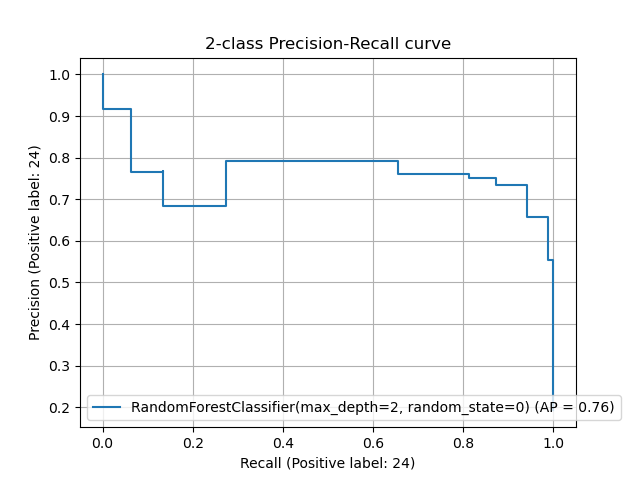 2-class Precision-Recall curve
Precision (Positive label: 24)
1.0
0.9
0.8
0.7
0.6
0.5
0.4
0.3
0.2
RandomForestClassifier(max_depth=2, random_state=0) (AP = 0.76)
0.0 0.2 0.4 0.6 0.8 1.0
Recall (Positive label: 24)